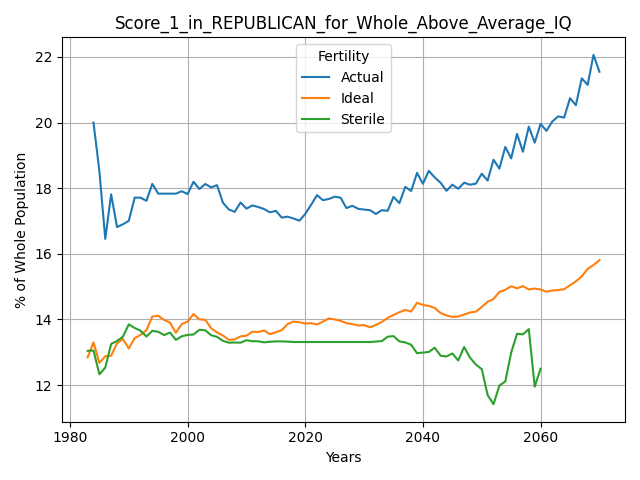 Score_1_in_REPUBLICAN_for_Whole_Above_Average_IQ
Fertility
Actual
Ideal
Sterile
% of Whole Population
22
20
18
16
14
12
1980
2000
2020
2040
2060
Years